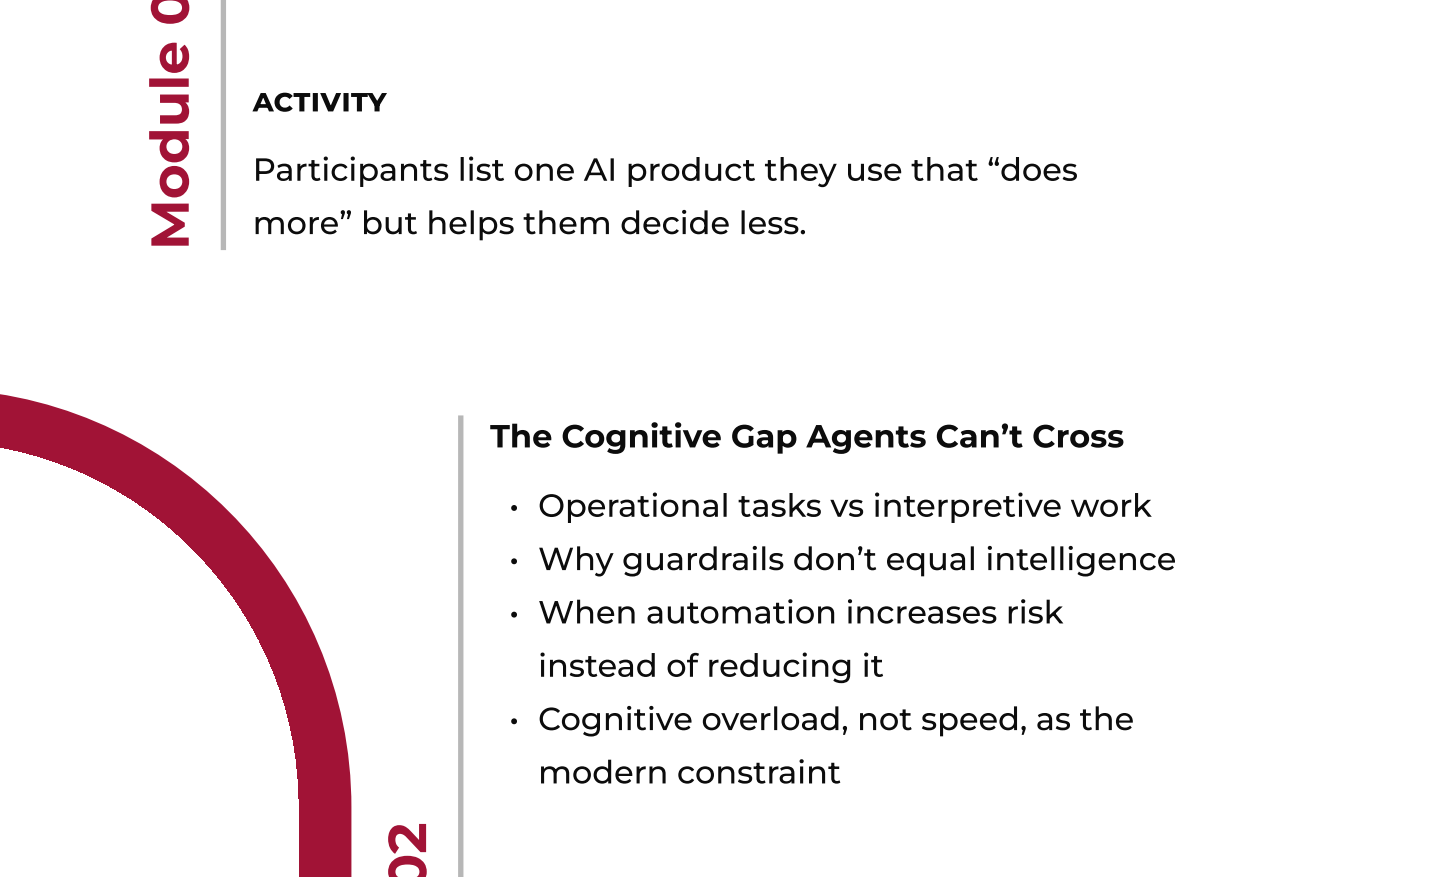 Module 0
ACTIVITY
Participants list one AI product they use that “does
more” but helps them decide less.
The Cognitive Gap Agents Can’t Cross
• Operational tasks vs interpretive work
• Why guardrails don’t equal intelligence
• When automation increases risk
instead of reducing it
• Cognitive overload, not speed, as the
modern constraint
02